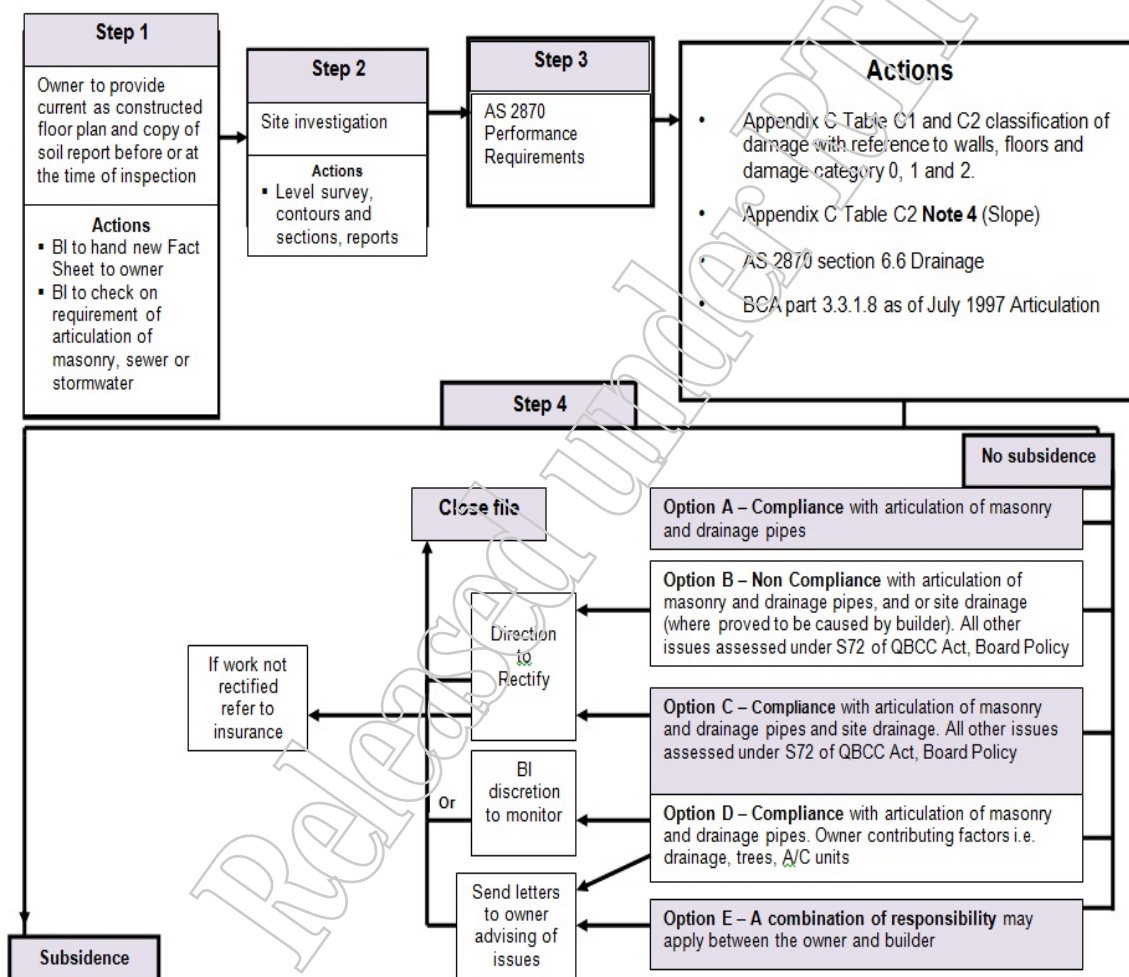 Step 1
Owner to provide
current as constructed
floor plan and copy of
soil report before or at
the time of inspection
Actions
▪ BI to hand new Fact
Sheet to owner
▪ BI to check on
requirement of
articulation of
masonry, sewer or
stormwater
Step 2
Site investigation
Actions
▪ Level survey,
contours and
sections, reports
Step 3
AS 2870
Performance
Requirements
Actions
• Appendix C Table C1 and C2 classification of
damage with reference to walls, floors and
damage category 0, 1 and 2.
• Appendix C Table C2 Note 4 (Slope)
• AS 2870 section 6.6 Drainage
• BCA part 3.3.1.8 as of July 1997 Articulation
Step 4
No subsidence
Close file
Option A – Compliance with articulation of masonry
and drainage pipes
Option B – Non Compliance with articulation of
masonry and drainage pipes, and or site drainage
(where proved to be caused by builder). All other
issues assessed under S72 of QBCC Act, Board Policy
Direction
to
Rectify
If work not
rectified
refer to
insurance
Option C – Compliance with articulation of masonry
and drainage pipes and site drainage. All other issues
assessed under S72 of QBCC Act, Board Policy
BI
discretion
to monitor
Or
Option D – Compliance with articulation of masonry
and drainage pipes. Owner contributing factors i.e.
drainage, trees, A/C units
Send letters
to owner
advising of
issues
Option E – A combination of responsibility may
apply between the owner and builder
Subsidence
Released under RTI